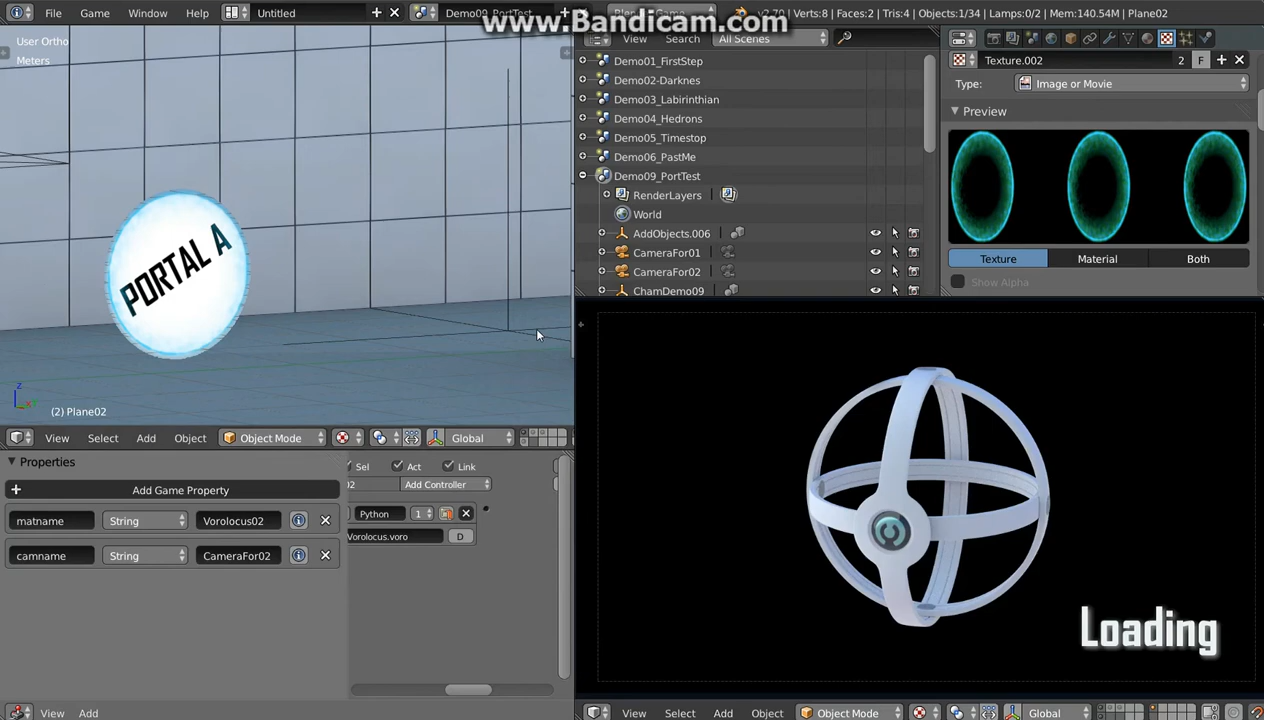 File Game Window Help Untitled Demo09_PortTest
www.Bandicam.com
v2.70 | Verts:8 | Faces:2 | Tris:4 | Objects:1/34 | Lamps:0/2 | Mem:140.54M | Plane02
User Ortho
Meters
PORTAL A
(2) Plane02
View Select Add Object Object Mode Global
View Search All Scenes
Demo01_FirstStep
Demo02-Darknes
Demo03_Labirinthian
Demo04_Hedrons
Demo05_Timestop
Demo06_PastMe
Demo09_PortTest
RenderLayers
World
AddObjects.006
CameraFor01
CameraFor02
ChamDemo09
Texture.002 2 F
Type: Image or Movie
Preview
Texture Material Both
Show Alpha
Properties
Add Game Property
matname String Vorolocus02
camname String CameraFor02
Sel Act Link
02 Add Controller
Python 1
Vorolocus.voro D
View Add
Loading
View Select Add Object Object Mode Global